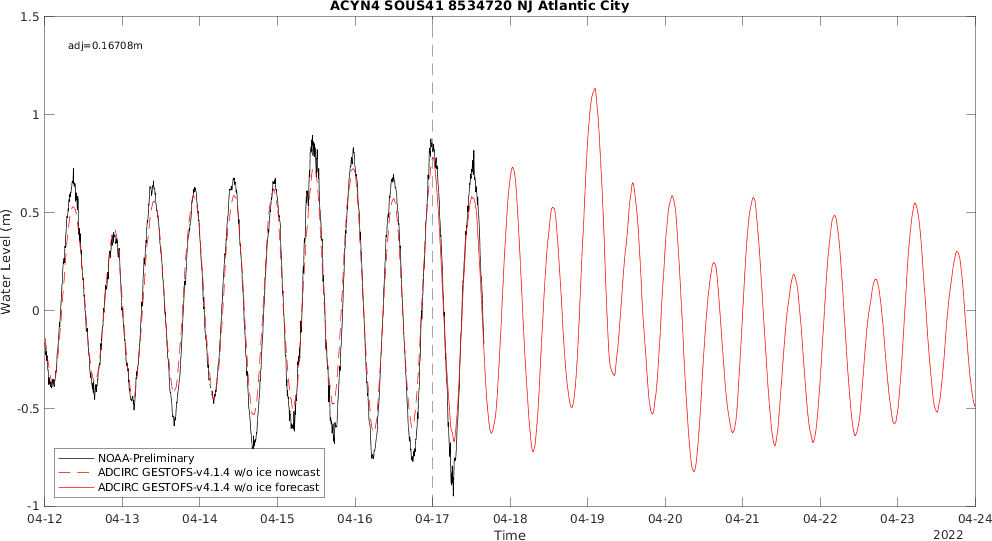 ACYN4 SOUS41 8534720 NJ Atlantic City
adj=0.16708m
1.5
1
0.5
0
-0.5
-1
Water Level (m)
NOAA-Preliminary
ADCIRC GESTOFS-v4.1.4 w/o ice nowcast
ADCIRC GESTOFS-v4.1.4 w/o ice forecast
04-12 04-13 04-14 04-15 04-16 04-17 04-18 04-19 04-20 04-21 04-22 04-23 04-24
Time
2022